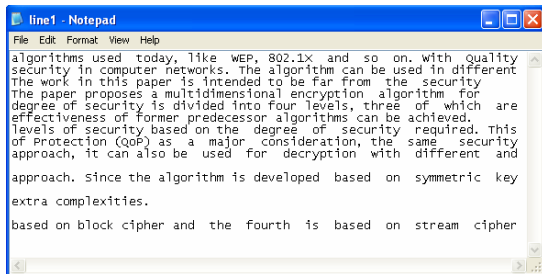 line1 - Notepad
File Edit Format View Help
algorithms used today, like WEP, 802.1X and so on. With Quality
security in computer networks. The algorithm can be used in different
The work in this paper is intended to be far from the security
The paper proposes a multidimensional encryption algorithm for
degree of security is divided into four levels, three of which are
effectiveness of former predecessor algorithms can be achieved.
levels of security based on the degree of security required. This
of Protection (QoP) as a major consideration, the same security
approach, it can also be used for decryption with different and
approach. Since the algorithm is developed based on symmetric key
extra complexities.
based on block cipher and the fourth is based on stream cipher